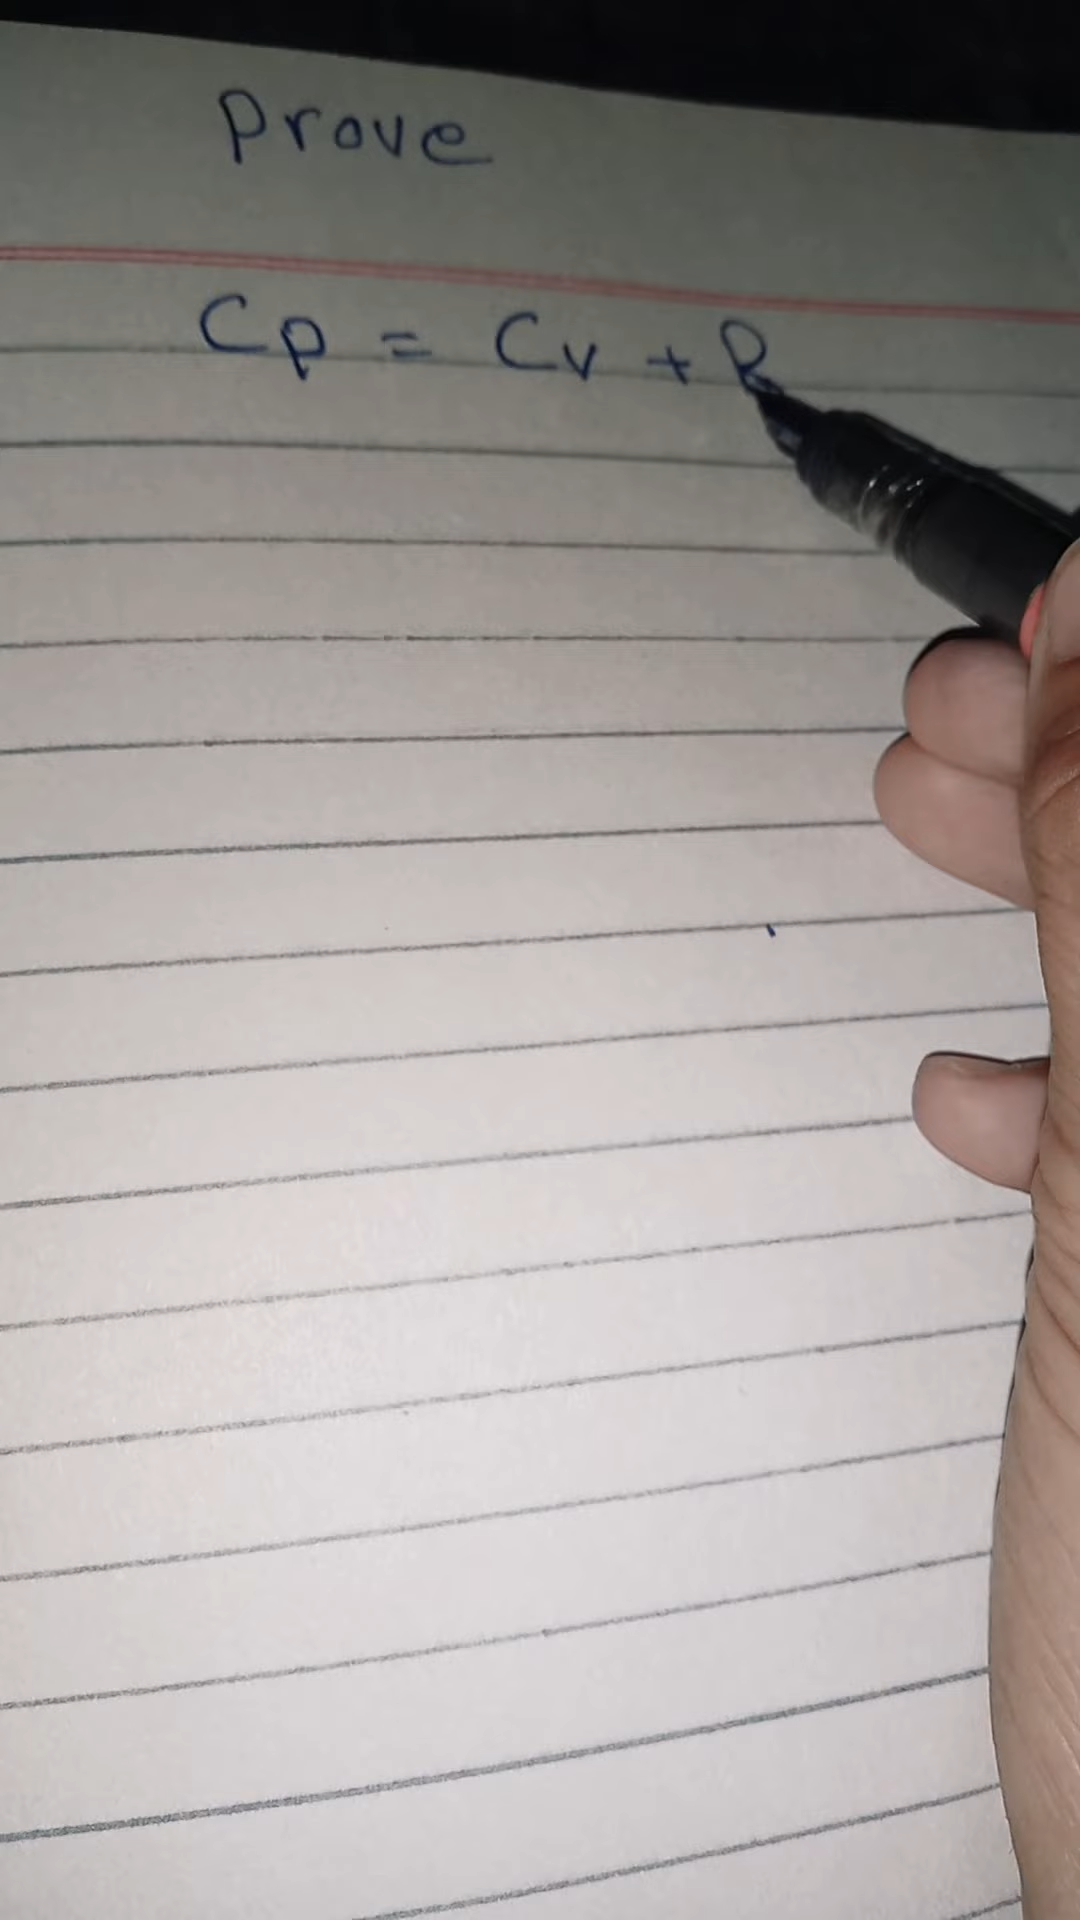 Prove
Cp = Cv + R